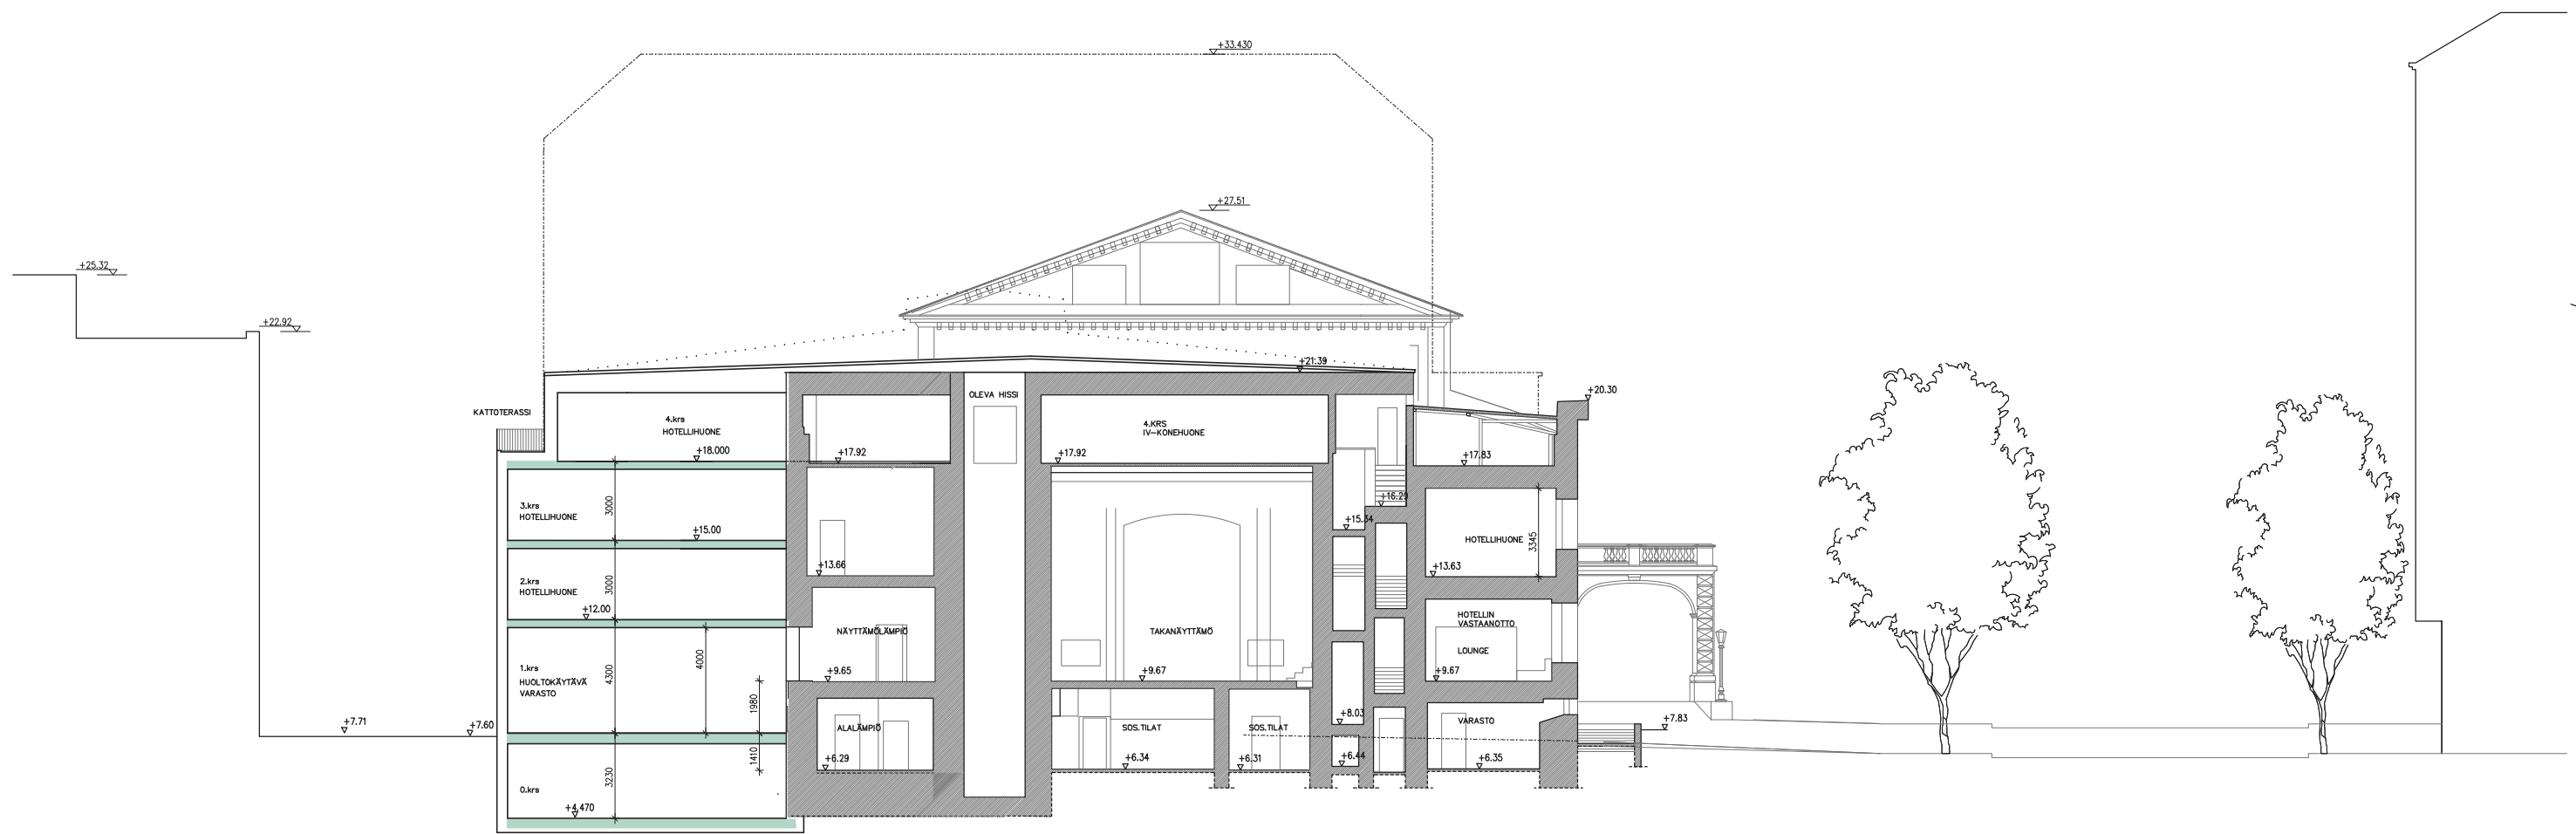 +33.430
+27.51
+25.32
+22.92
+21.39
+20.30
KATTOTERASSI
OLEVA HISSI
4.krs
HOTELLIHUONE
+18.000
+17.92
4.KRS
IV-KONEHUONE
+17.92
+17.83
3.krs
HOTELLIHUONE
3000
+15.00
+16.29
+15.34
HOTELLIHUONE
3345
+13.66
+13.63
2.krs
HOTELLIHUONE
3000
+12.00
NÄYTTÄMÖLÄMPIÖ
TAKANÄYTTÄMÖ
HOTELLIN
VASTAANOTTO
LOUNGE
1.krs
HUOLTOKÄYTÄVÄ
VARASTO
4300
4000
+9.65
+9.67
+9.67
1980
+7.71
+7.60
ALALÄMPIÖ
SOS.TILAT
SOS.TILAT
+8.03
VARASTO
+7.83
1410
+6.29
+6.34
+6.31
+6.44
+6.35
3230
0.krs
+4.470